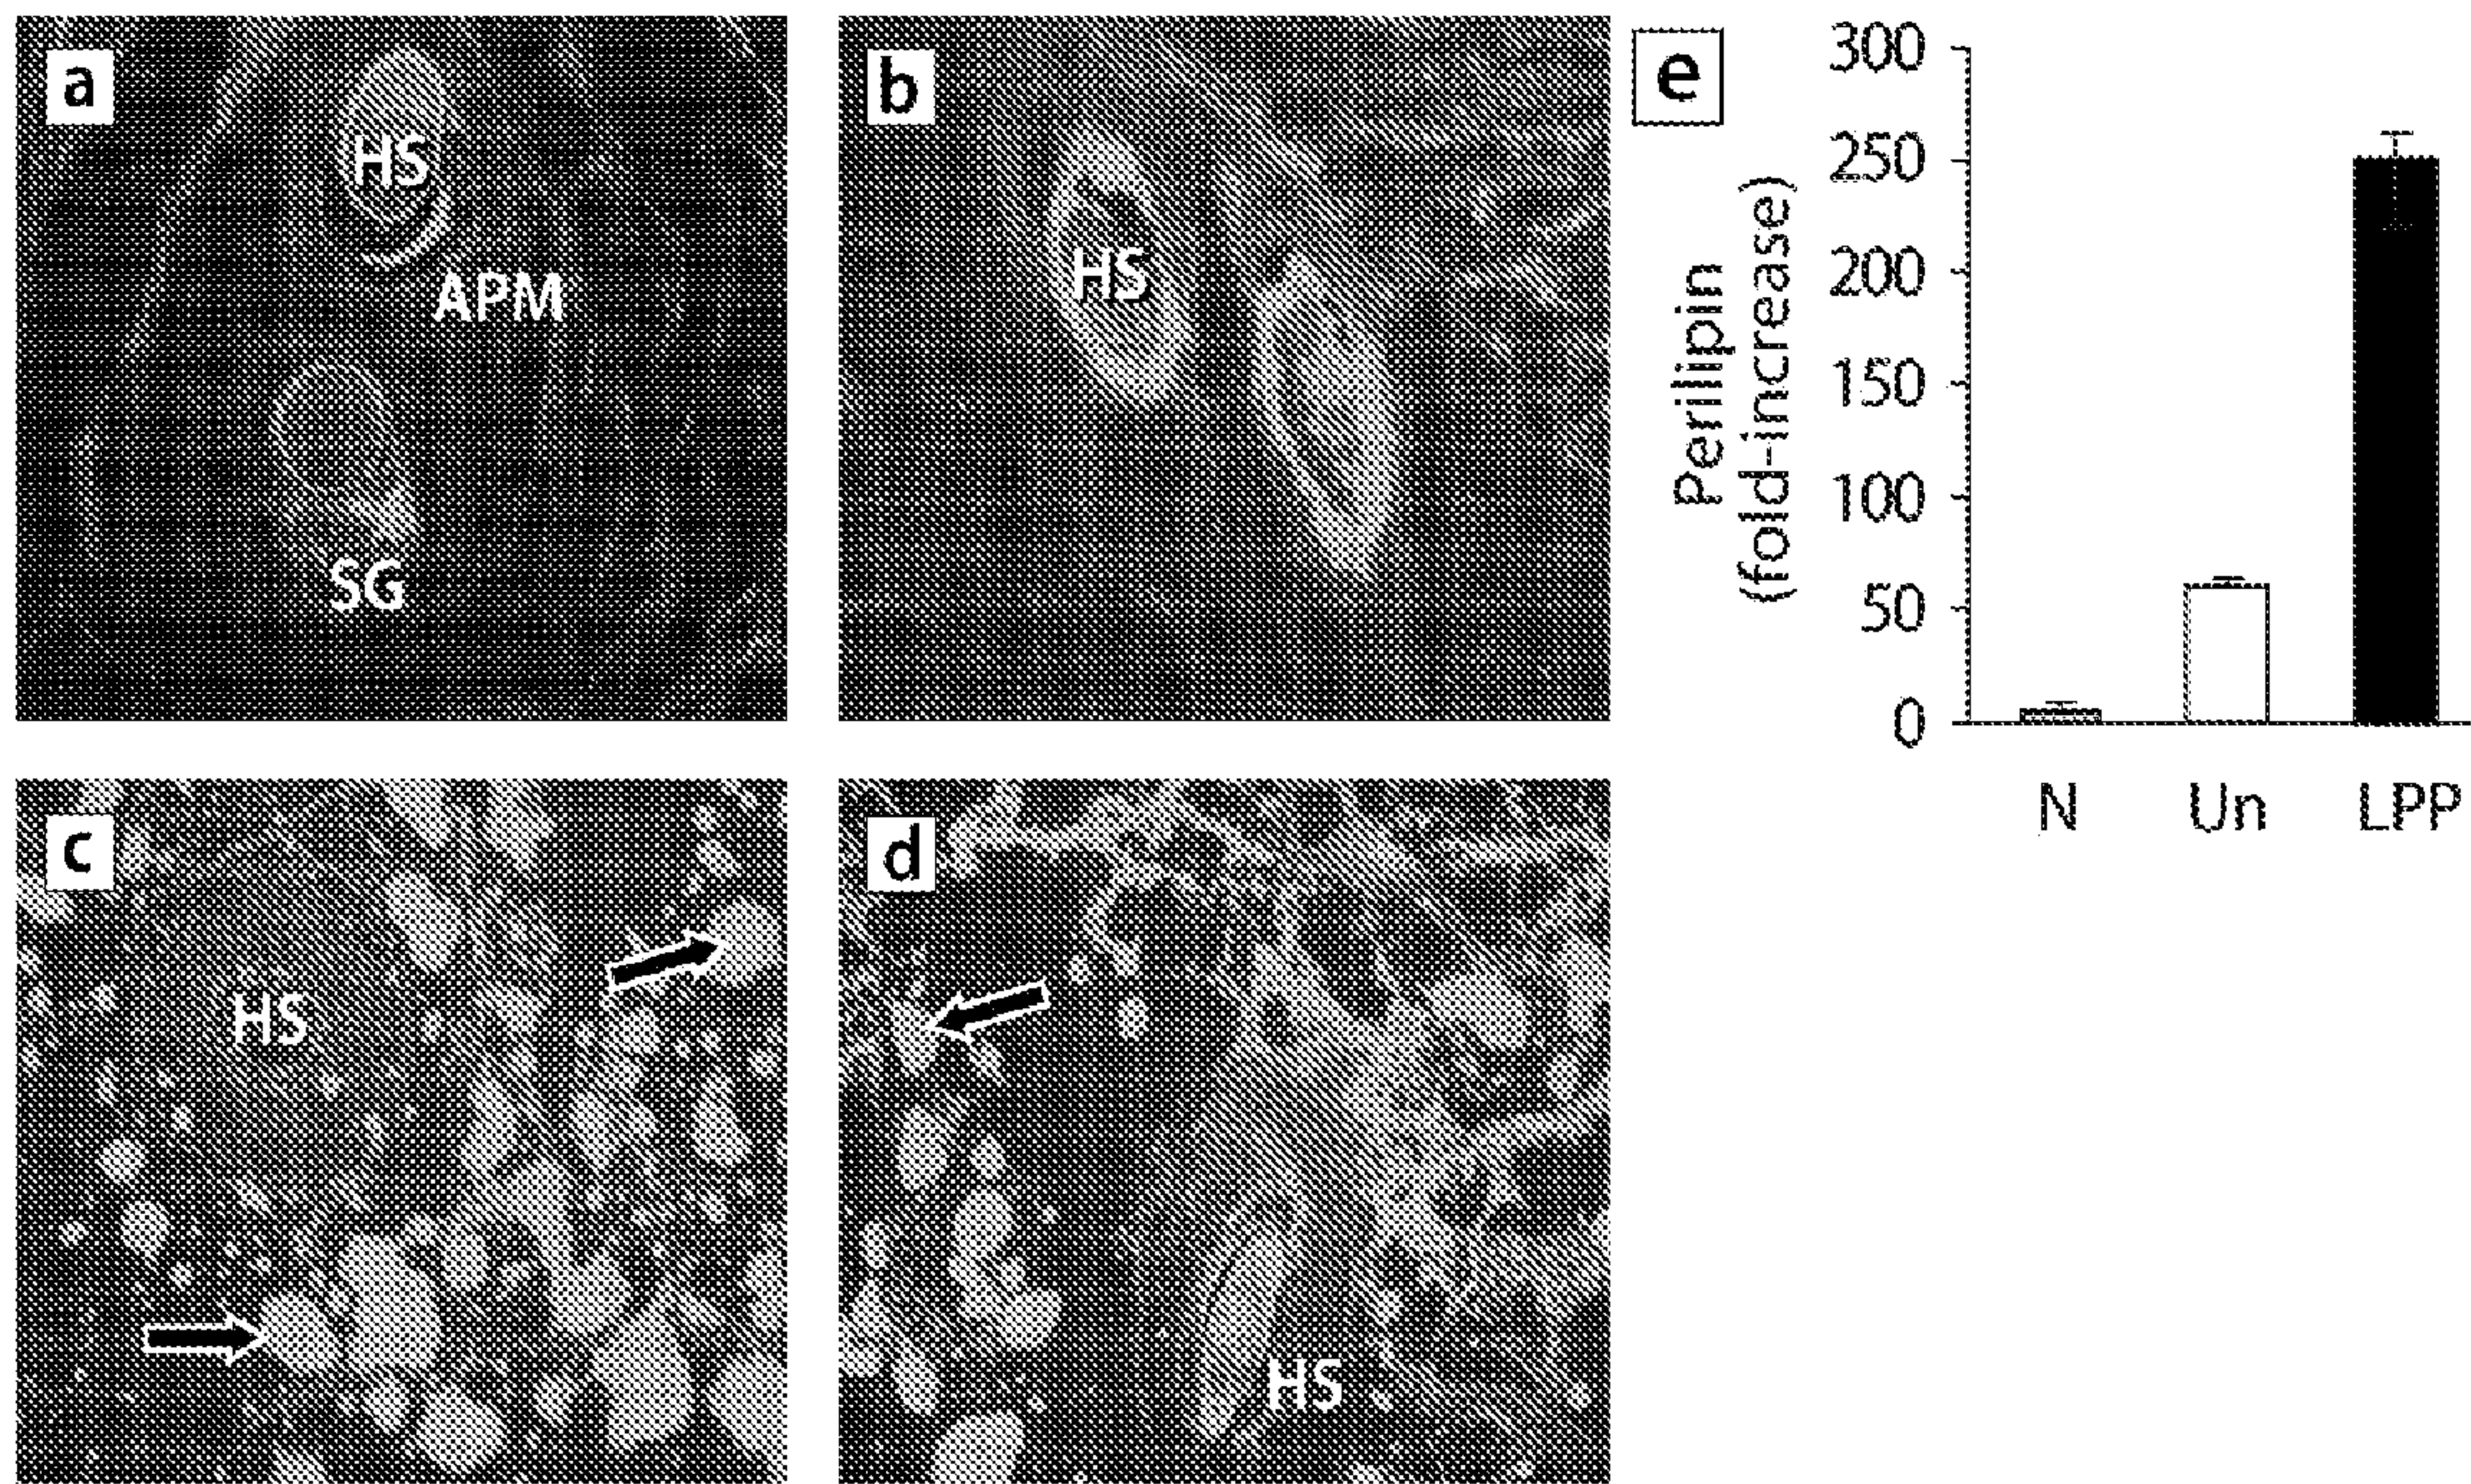 a
HS
APM
SG
b
HS
c
HS
d
HS
e
Perilipin
(fold-increase)
300
250
200
150
100
50
0
N Un LPP